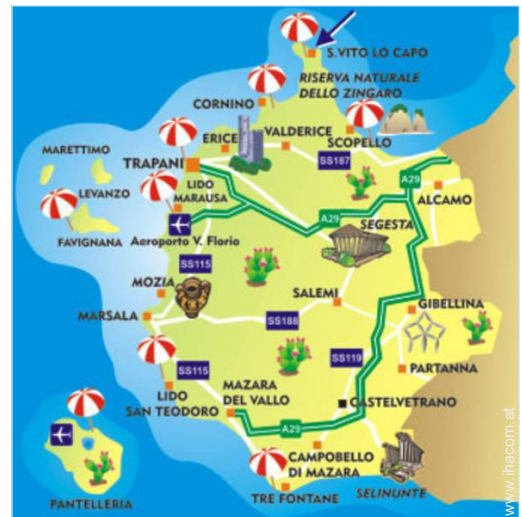 S.VITO LO CAPO
RISERVA NATURALE
DELLO ZINGARO
CORNINO
ERICE
VALDERICE
SCOPELLO
MARETTIMO
TRAPANI
SS187
LEVANZO
LIDO
MARAUSA
A29
ALCAMO
FAVIGNANA
Aeroporto V. Florio
A29
SEGESTA
SS115
MOZIA
SALEMI
GIBELLINA
MARSALA
SS188
SS115
SS119
PARTANNA
LIDO
SAN TEODORO
MAZARA
DEL VALLO
CASTELVETRANO
A29
CAMPOBELLO
DI MAZARA
TRE FONTANE
SELINUNTE
PANTELLERIA
www.ihacom.at